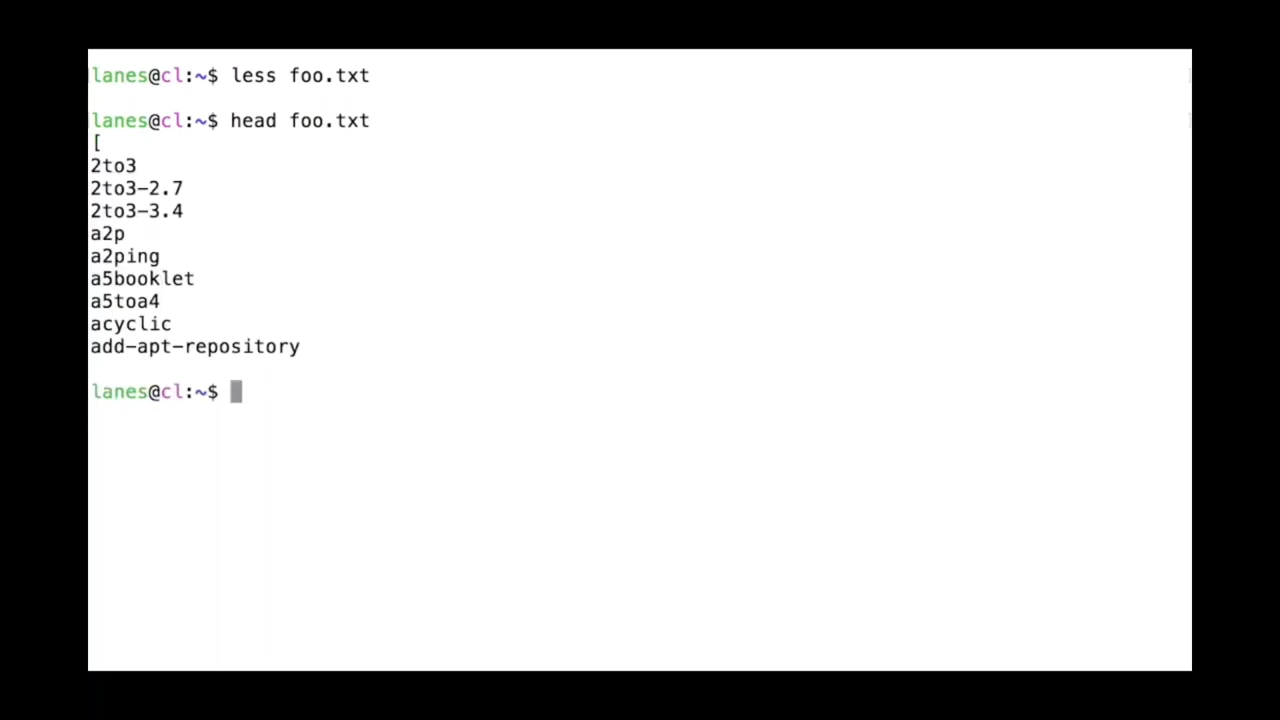 lanes@cl:~$ less foo.txt
lanes@cl:~$ head foo.txt
[
2to3
2to3-2.7
2to3-3.4
a2p
a2ping
a5booklet
a5toa4
acyclic
add-apt-repository
lanes@cl:~$